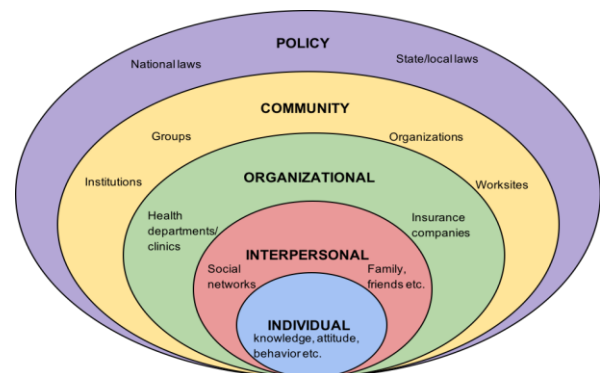 POLICY
National laws
State/local laws
COMMUNITY
Groups
Organizations
Institutions
ORGANIZATIONAL
Worksites
Health
departments/
clinics
Insurance
companies
INTERPERSONAL
Social
networks
Family,
friends etc.
INDIVIDUAL
knowledge, attitude,
behavior etc.